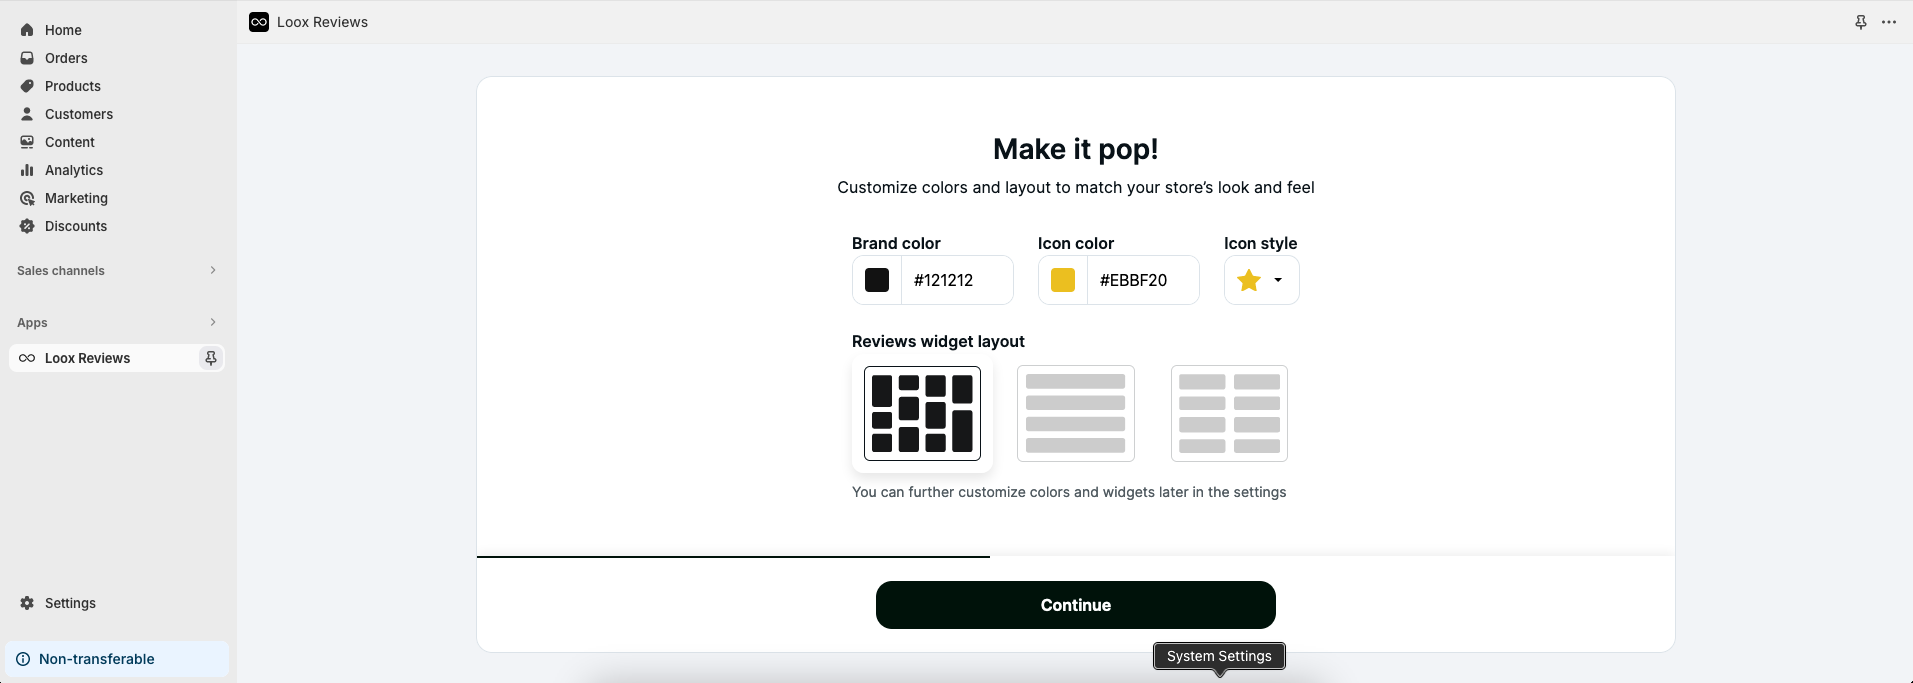 Home
Orders
Products
Customers
Content
Analytics
Marketing
Discounts
Sales channels
Apps
Loox Reviews
Settings
Non-transferable
Loox Reviews
Make it pop!
Customize colors and layout to match your store’s look and feel
Brand color
#121212
Icon color
#EBBF20
Icon style
Reviews widget layout
You can further customize colors and widgets later in the settings
Continue
System Settings